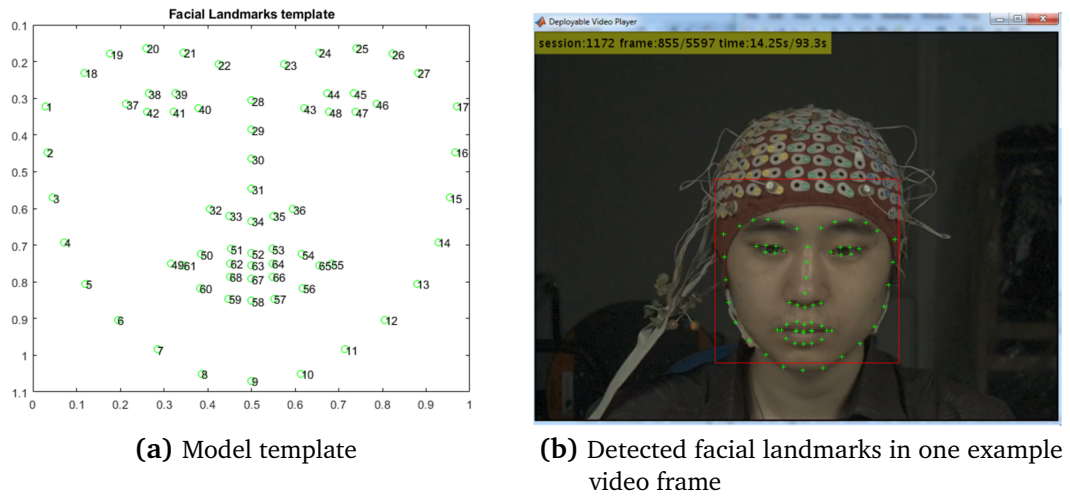 Facial Landmarks template
0.1
0.2
0.3
0.4
0.5
0.6
0.7
0.8
0.9
1
1.1
0 0.1 0.2 0.3 0.4 0.5 0.6 0.7 0.8 0.9 1
19 20 21 22 23 24 25 26
18 27
38 39 44 45
1 37 42 41 40 28 43 48 47 46 17
29
2 30 16
3 31 15
32 33 34 35 36
4 14
50 51 52 53 54
49 61 62 63 64 65 55
68 67 66
5 60 56 13
59 58 57
6 12
7 11
8 9 10
(a) Model template
Deployable Video Player
session:1172 frame:855/5597 time:14.25s/93.3s
(b) Detected facial landmarks in one example
video frame